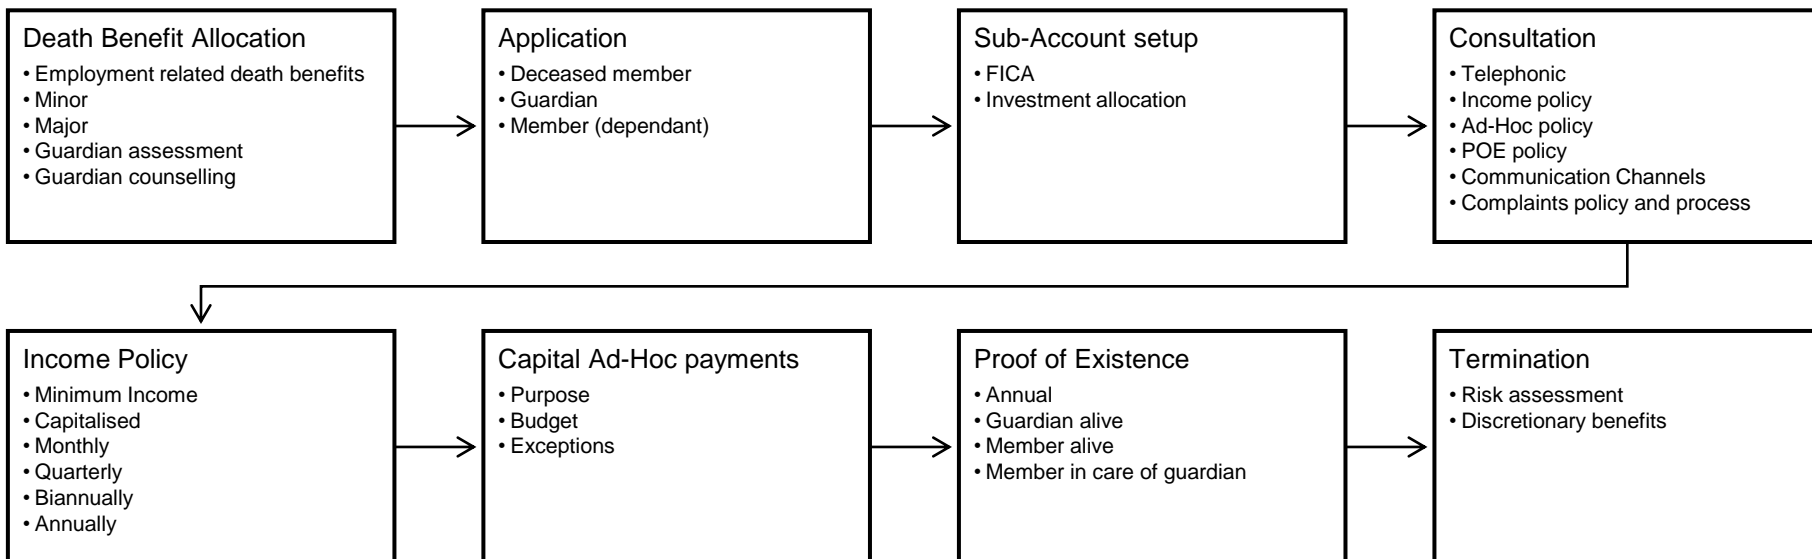 Death Benefit Allocation
• Employment related death benefits
• Minor
• Major
• Guardian assessment
• Guardian counselling
Application
• Deceased member
• Guardian
• Member (dependant)
Sub-Account setup
• FICA
• Investment allocation
Consultation
• Telephonic
• Income policy
• Ad-Hoc policy
• POE policy
• Communication Channels
• Complaints policy and process
Income Policy
• Minimum Income
• Capitalised
• Monthly
• Quarterly
• Biannually
• Annually
Capital Ad-Hoc payments
• Purpose
• Budget
• Exceptions
Proof of Existence
• Annual
• Guardian alive
• Member alive
• Member in care of guardian
Termination
• Risk assessment
• Discretionary benefits